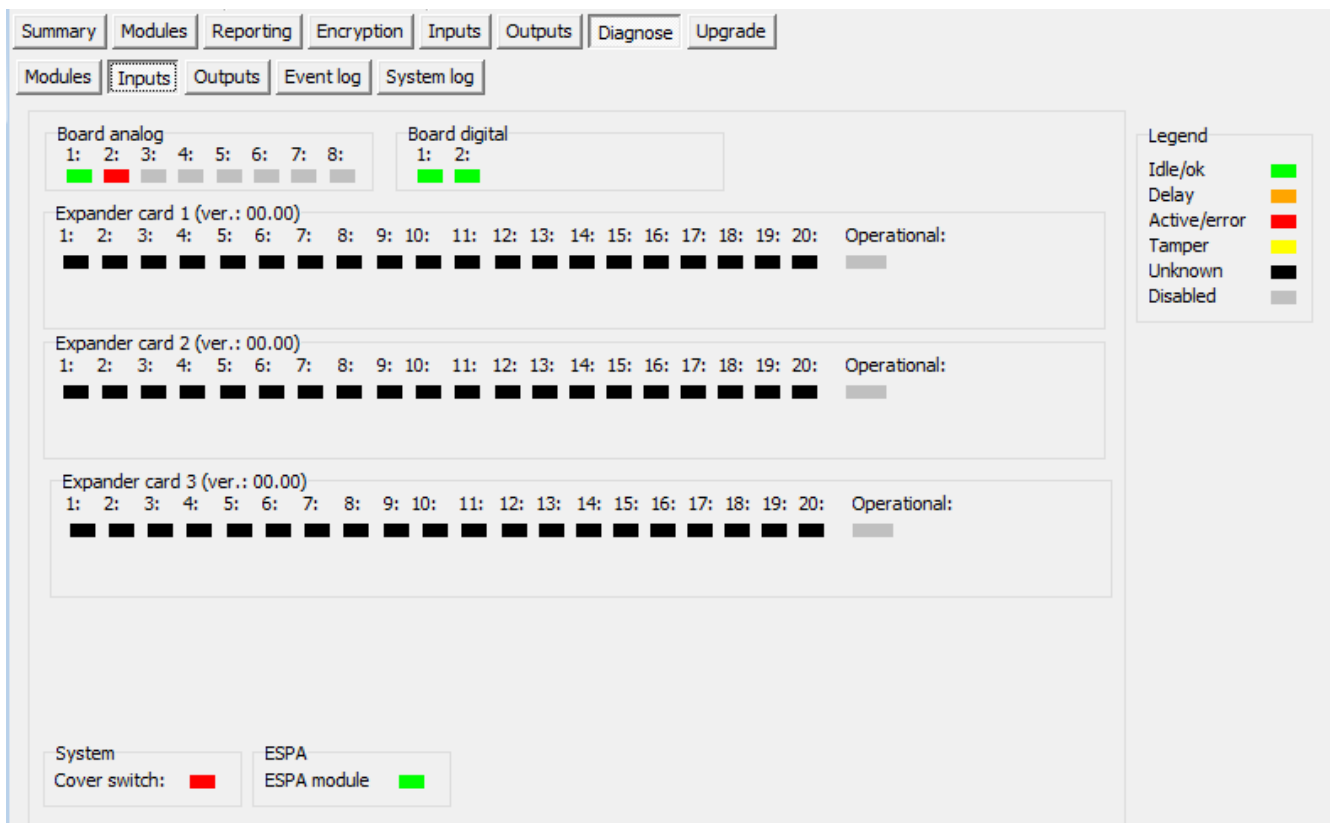 Summary Modules Reporting Encryption Inputs Outputs Diagnose Upgrade
Modules Inputs Outputs Event log System log
Board analog
1: 2: 3: 4: 5: 6: 7: 8:
Board digital
1: 2:
Expander card 1 (ver.: 00.00)
1: 2: 3: 4: 5: 6: 7: 8: 9: 10: 11: 12: 13: 14: 15: 16: 17: 18: 19: 20: Operational:
Expander card 2 (ver.: 00.00)
1: 2: 3: 4: 5: 6: 7: 8: 9: 10: 11: 12: 13: 14: 15: 16: 17: 18: 19: 20: Operational:
Expander card 3 (ver.: 00.00)
1: 2: 3: 4: 5: 6: 7: 8: 9: 10: 11: 12: 13: 14: 15: 16: 17: 18: 19: 20: Operational:
System
Cover switch:
ESPA
ESPA module
Legend
Idle/ok
Delay
Active/error
Tamper
Unknown
Disabled